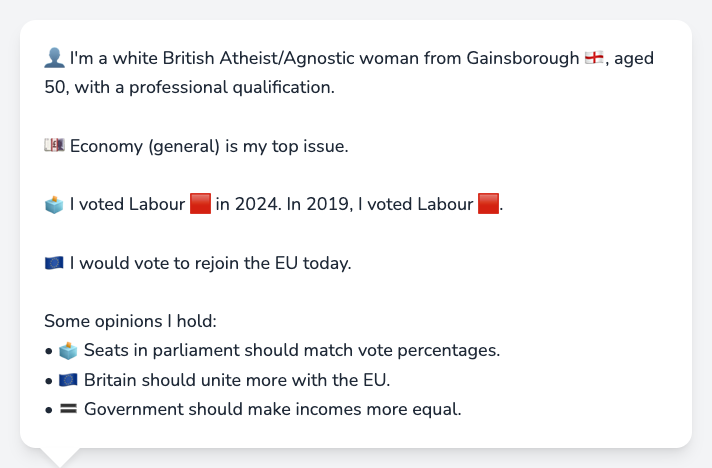 👤 I'm a white British Atheist/Agnostic woman from Gainsborough 🏴󠁧󠁢󠁥󠁮󠁧󠁿, aged
50, with a professional qualification.
💷 Economy (general) is my top issue.
🗳️ I voted Labour 🟥 in 2024. In 2019, I voted Labour 🟥.
🇪🇺 I would vote to rejoin the EU today.
Some opinions I hold:
• 🗳️ Seats in parliament should match vote percentages.
• 🇪🇺 Britain should unite more with the EU.
• 🟰 Government should make incomes more equal.